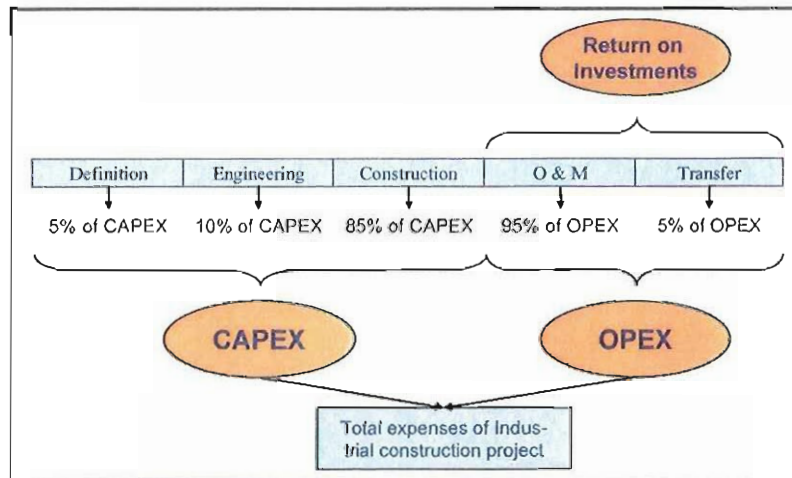 Return on
Investments
Definition
Engineering
Construction
O & M
Transfer
5% of CAPEX
10% of CAPEX
85% of CAPEX
95% of OPEX
5% of OPEX
CAPEX
OPEX
Total expenses of Indus-
trial construction project